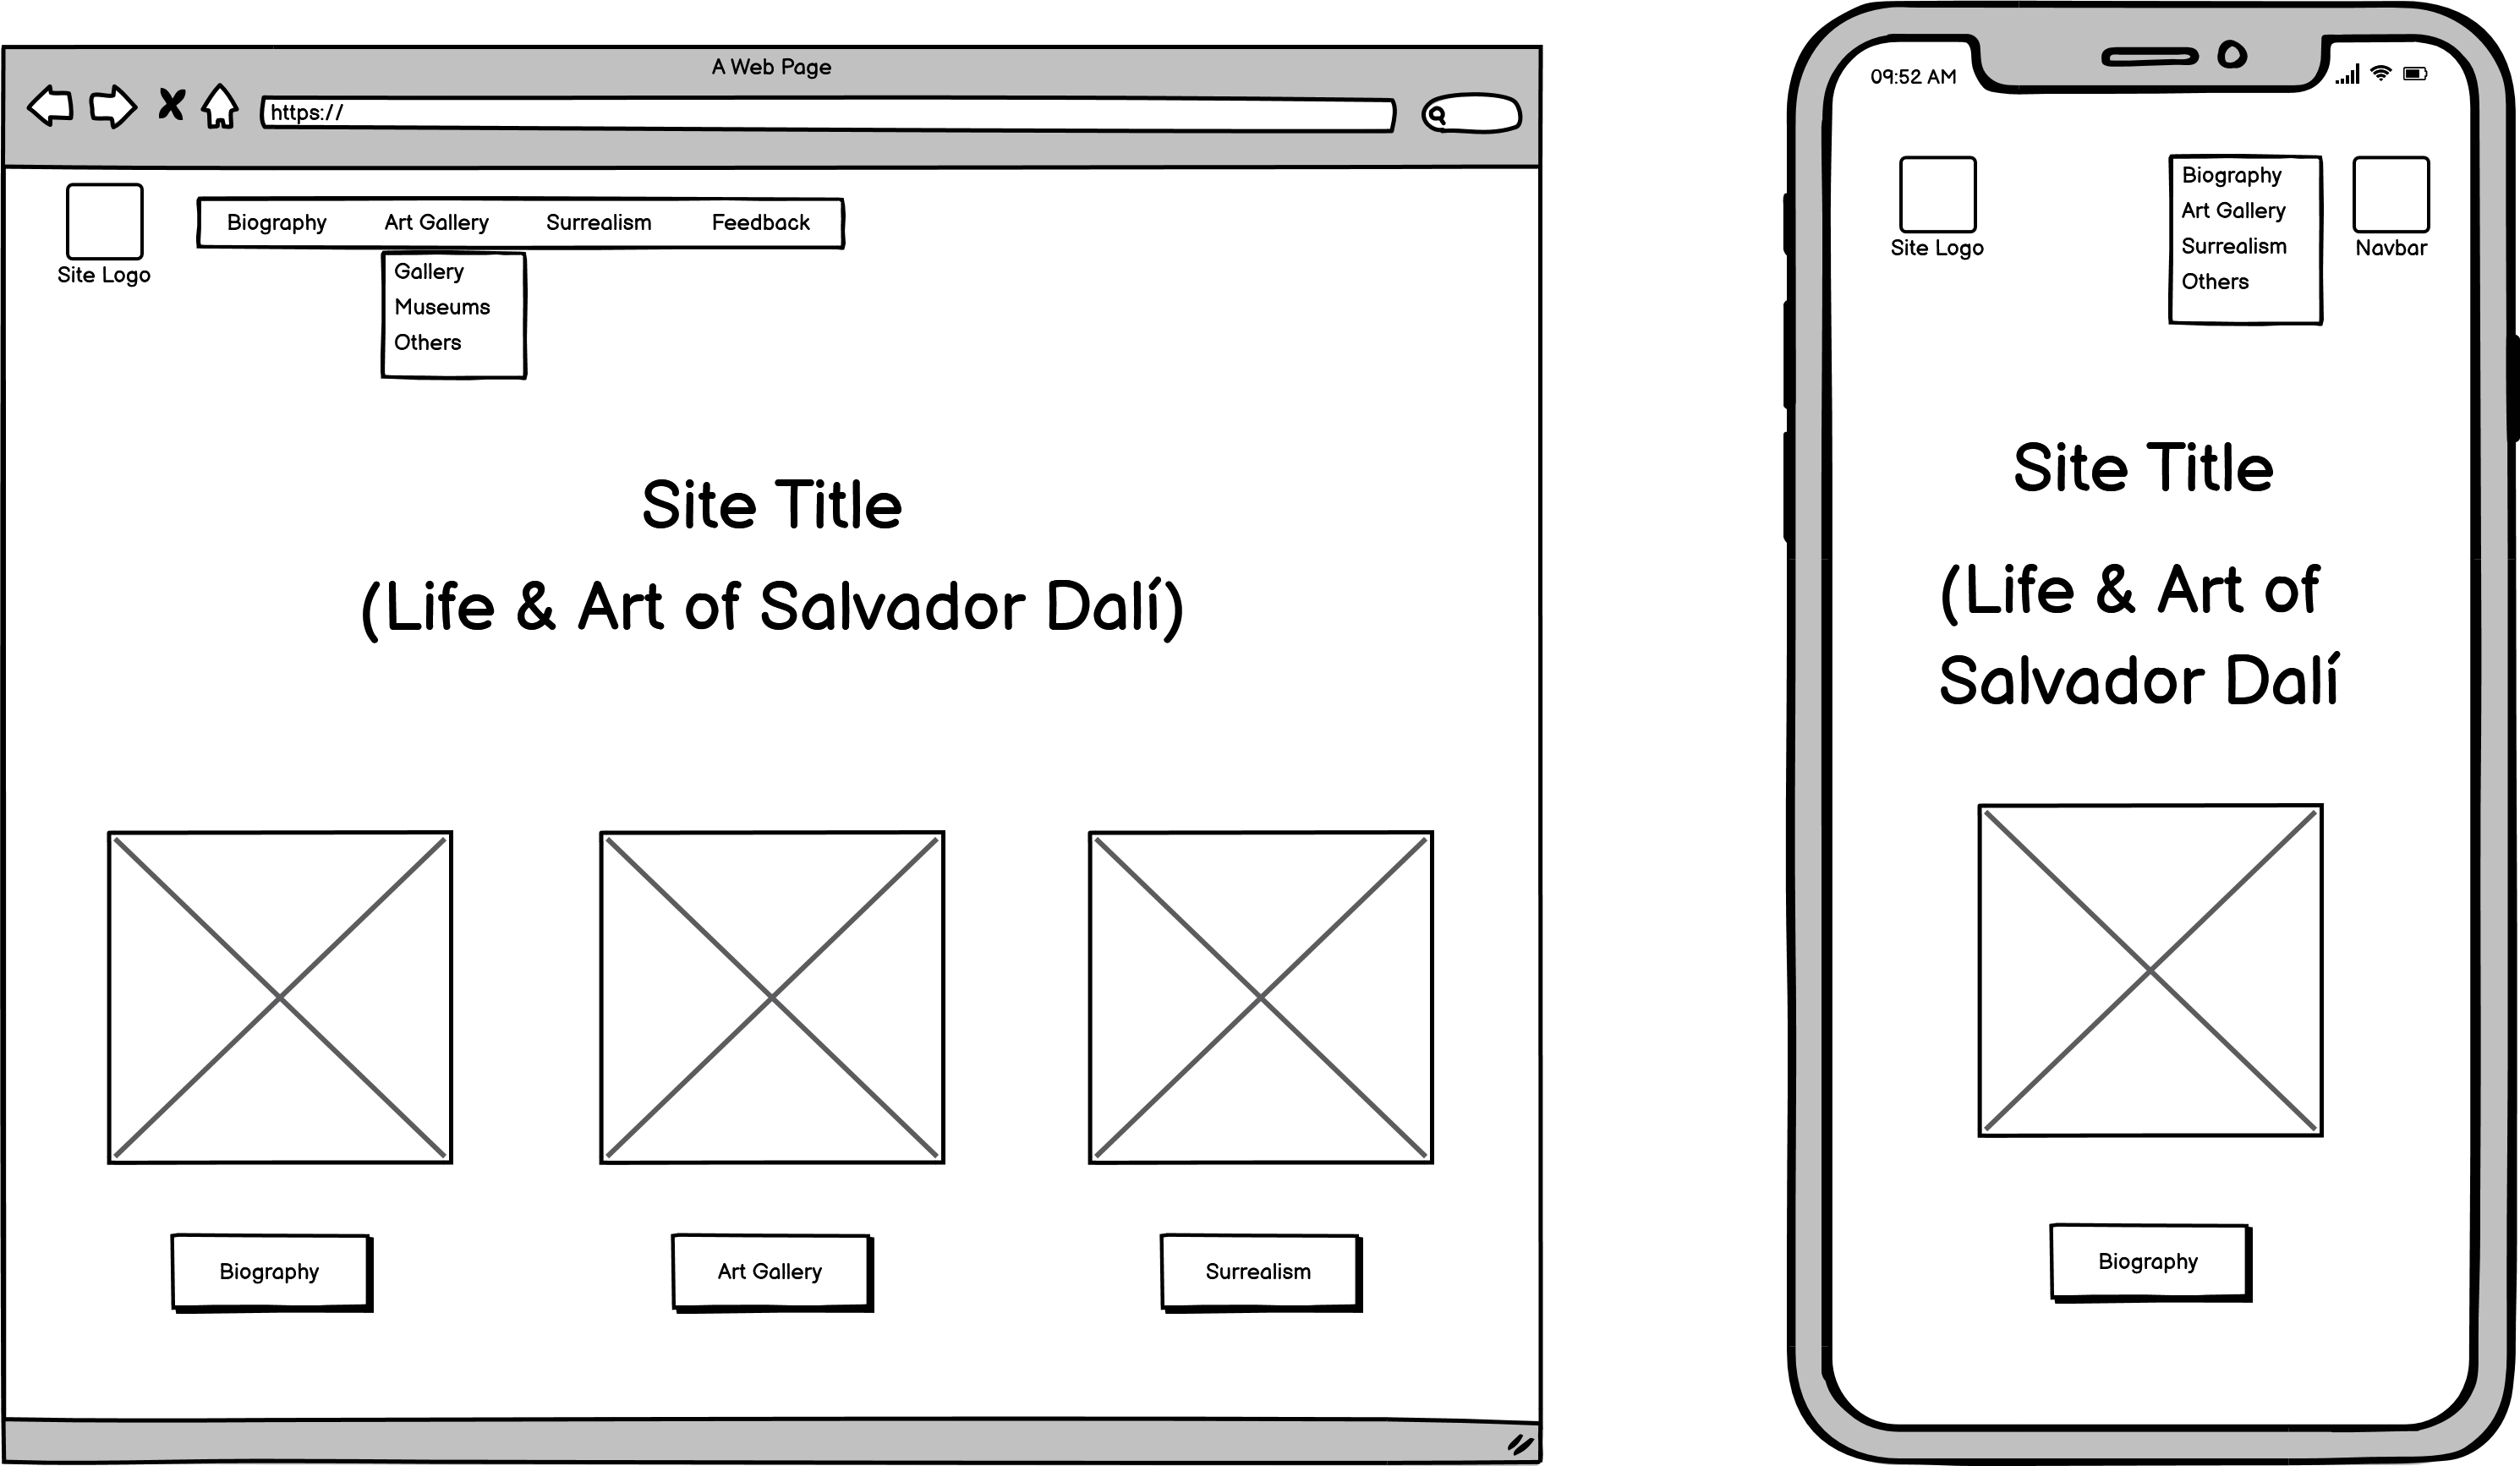 A Web Page
https://
Biography Art Gallery Surrealism Feedback
Site Logo
Gallery
Museums
Others
Site Title
(Life & Art of Salvador Dalí)
Biography
Art Gallery
Surrealism
09:52 AM
Site Logo
Biography
Art Gallery
Surrealism
Others
Navbar
Site Title
(Life & Art of
Salvador Dalí
Biography